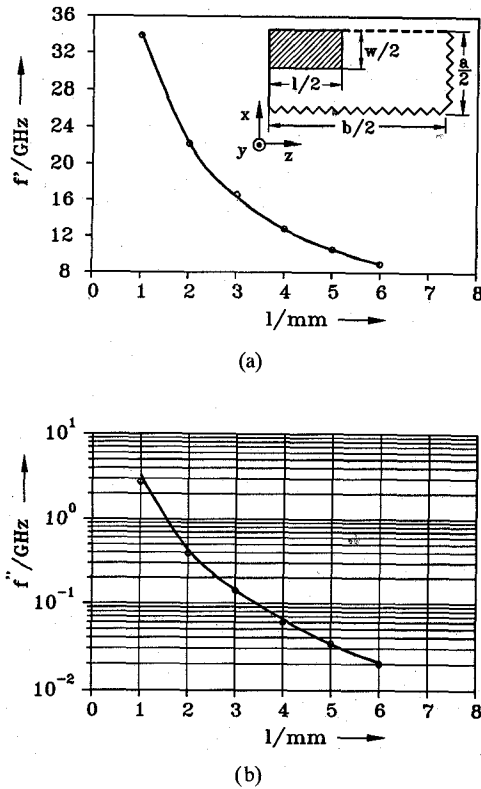 (a)
36
32
28
24
20
16
12
8
f'/GHz
0 1 2 3 4 5 6 7 8
l/mm
w/2
a/2
l/2
b/2
x
y
z
(a)
10¹
10⁰
10⁻¹
10⁻²
f''/GHz
0 1 2 3 4 5 6 7 8
l/mm
(b)